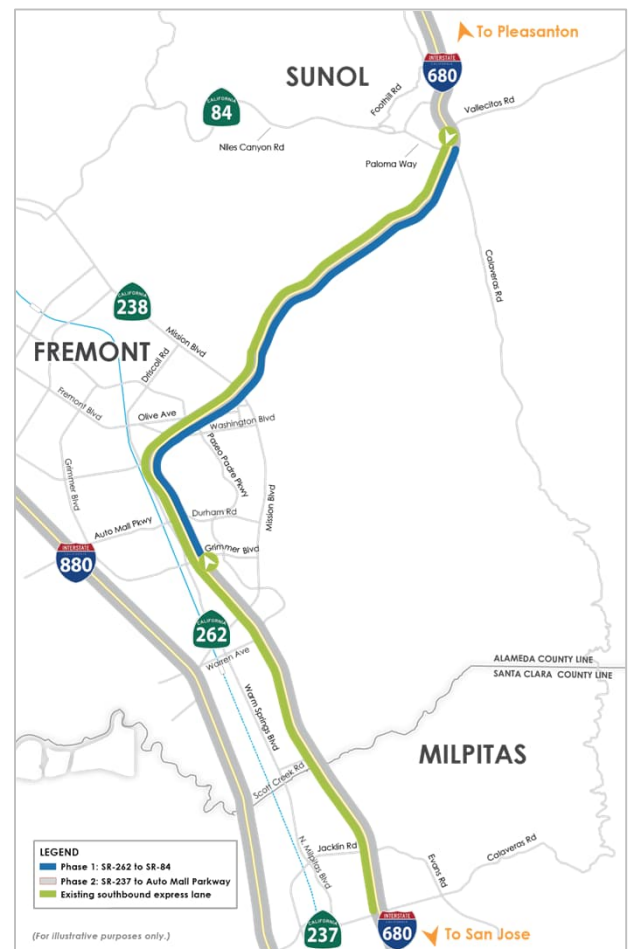 To Pleasanton
SUNOL
INTERSTATE
CALIFORNIA
680
Foothill Rd
Vallecitos Rd
CALIFORNIA
84
Niles Canyon Rd
Paloma Way
Calaveras Rd
CALIFORNIA
238
Mission Blvd
FREMONT
Driscoll Rd
Fremont Blvd
Olive Ave
Washington Blvd
Paseo Padre Pkwy
Grimmer Blvd
Mission Blvd
Durham Rd
Auto Mall Pkwy
Grimmer Blvd
INTERSTATE
CALIFORNIA
880
CALIFORNIA
262
Warren Ave
ALAMEDA COUNTY LINE
SANTA CLARA COUNTY LINE
Warm Springs Blvd
MILPITAS
Scott Creek Rd
Jacklin Rd
N. Milpitas Blvd
Evans Rd
Calaveras Rd
LEGEND
Phase 1: SR-262 to SR-84
Phase 2: SR-237 to Auto Mall Parkway
Existing southbound express lane
(For illustrative purposes only.)
CALIFORNIA
237
INTERSTATE
CALIFORNIA
680
To San Jose